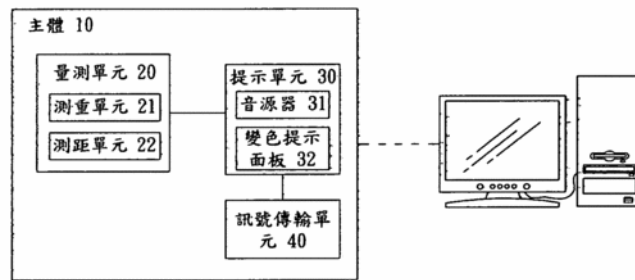 主體 10
量測單元 20
測重單元 21
測距單元 22
提示單元 30
音源器 31
變色提示
面板 32
訊號傳輸單
元 40